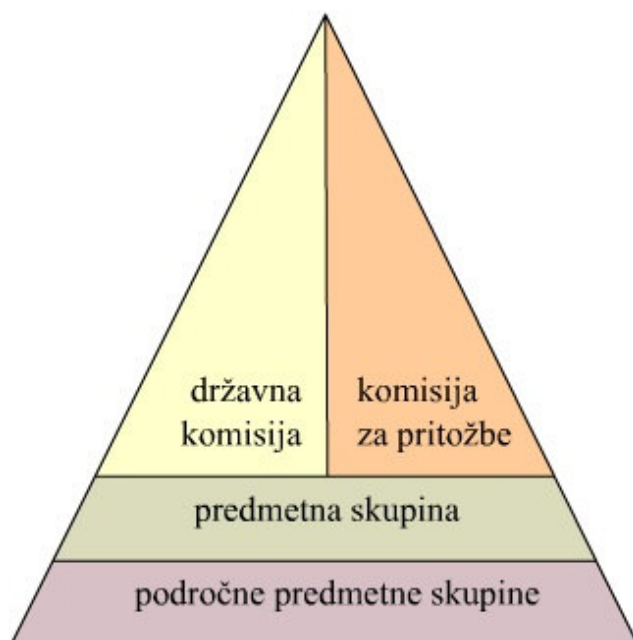 državna
komisija
komisija
za pritožbe
predmetna skupina
področne predmetne skupine